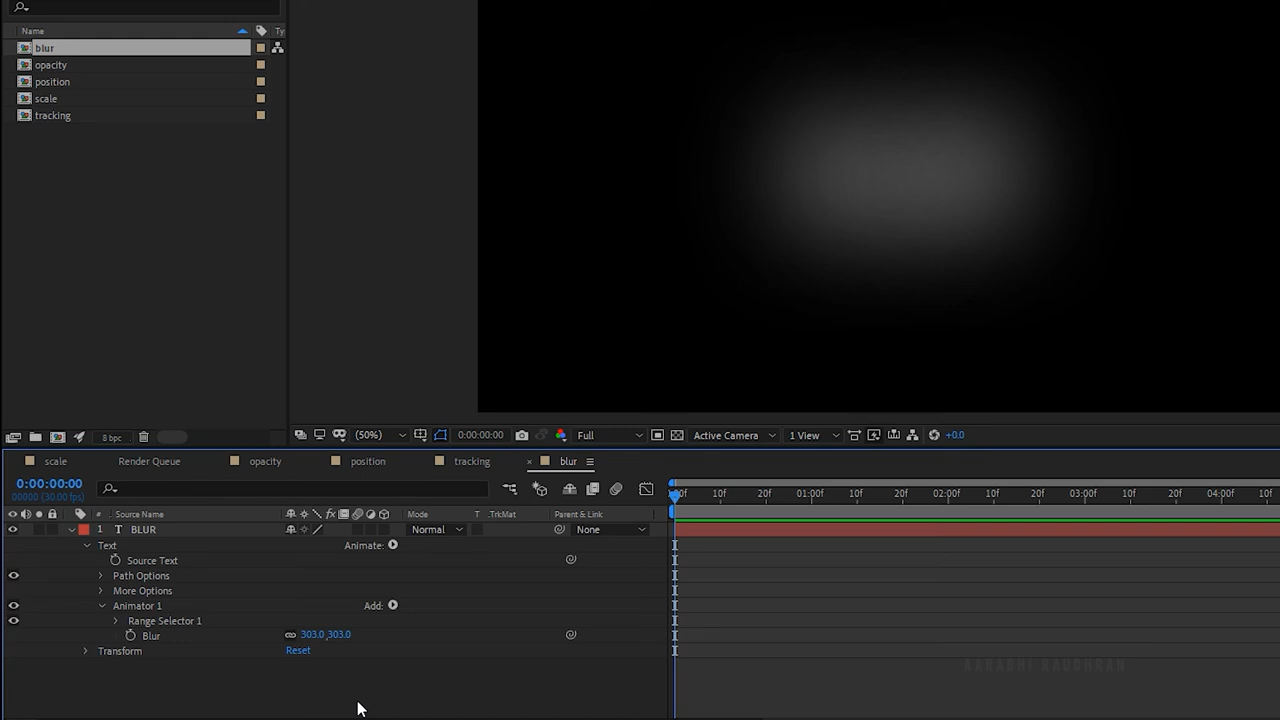 Name Ty
blur
opacity
position
scale
tracking
8 bpc (50%) 0:00:00:00 Full Active Camera 1 View +0.0
scale Render Queue opacity position tracking × blur
0:00:00:00
00000 (30.00 fps)
:00f 10f 20f 01:00f 10f 20f 02:00f 10f 20f 03:00f 10f 20f 04:00f
# Source Name Mode T .TrkMat Parent & Link
1 T BLUR Normal None
Text Animate:
Source Text
Path Options
More Options
Animator 1 Add:
Range Selector 1
Blur 303.0,303.0
Transform Reset